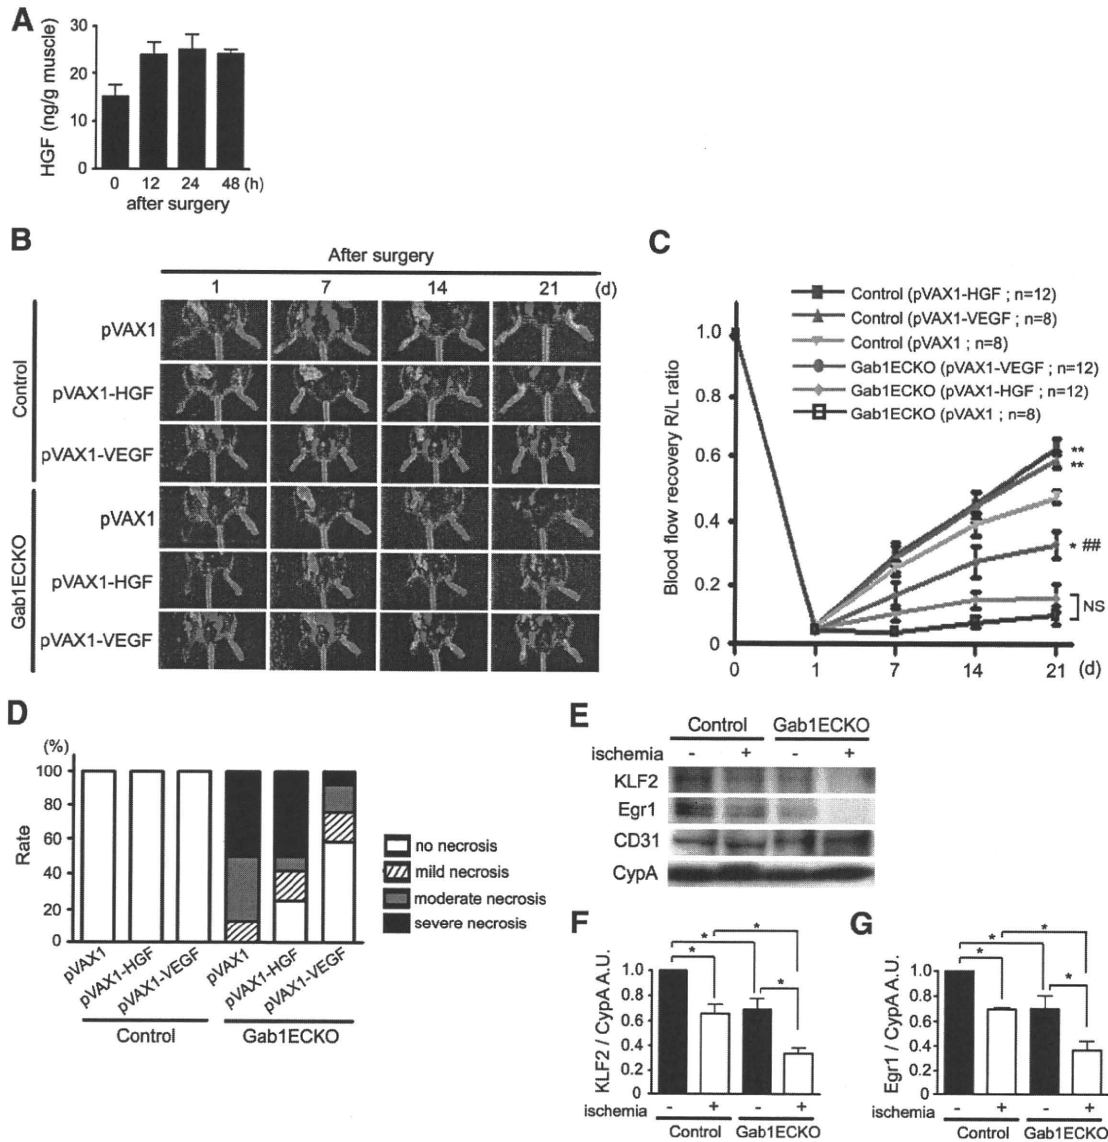 A
HGF (ng/g muscle)
30
20
10
0
0 12 24 48 (h)
after surgery
B
After surgery
1 7 14 21 (d)
Control
pVAX1
pVAX1-HGF
pVAX1-VEGF
Gab1ECKO
pVAX1
pVAX1-HGF
pVAX1-VEGF
C
Blood flow recovery R/L ratio
1.0
0.8
0.6
0.4
0.2
0
0 1 7 14 21 (d)
Control (pVAX1-HGF ; n=12)
Control (pVAX1-VEGF ; n=8)
Control (pVAX1 ; n=8)
Gab1ECKO (pVAX1-VEGF ; n=12)
Gab1ECKO (pVAX1-HGF ; n=12)
Gab1ECKO (pVAX1 ; n=8)
**
**
* ##
NS
D
(%)
Rate
100
80
60
40
20
0
pVAX1
pVAX1-HGF
pVAX1-VEGF
pVAX1
pVAX1-HGF
pVAX1-VEGF
Control Gab1ECKO
no necrosis
mild necrosis
moderate necrosis
severe necrosis
E
Control Gab1ECKO
ischemia - + - +
KLF2
Egr1
CD31
CypA
F
KLF2 / CypA A.U.
1.0
0.8
0.6
0.4
0.2
0
* * * *
ischemia - + - +
Control Gab1ECKO
G
Egr1 / CypA A.U.
1.0
0.8
0.6
0.4
0.2
0
* * * *
ischemia - + - +
Control Gab1ECKO